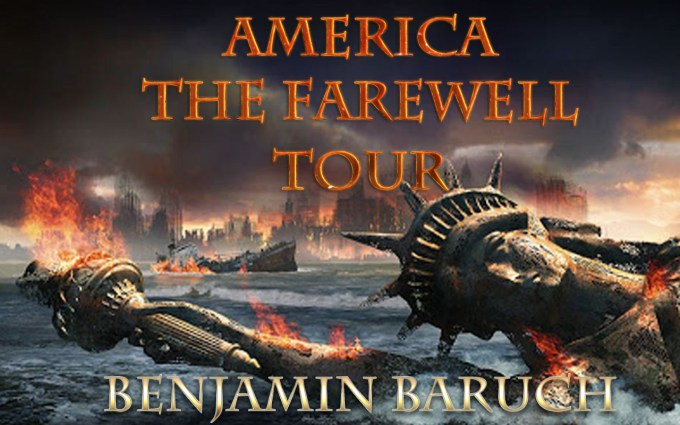 AMERICA
THE FAREWELL
TOUR
BENJAMIN BARUCH